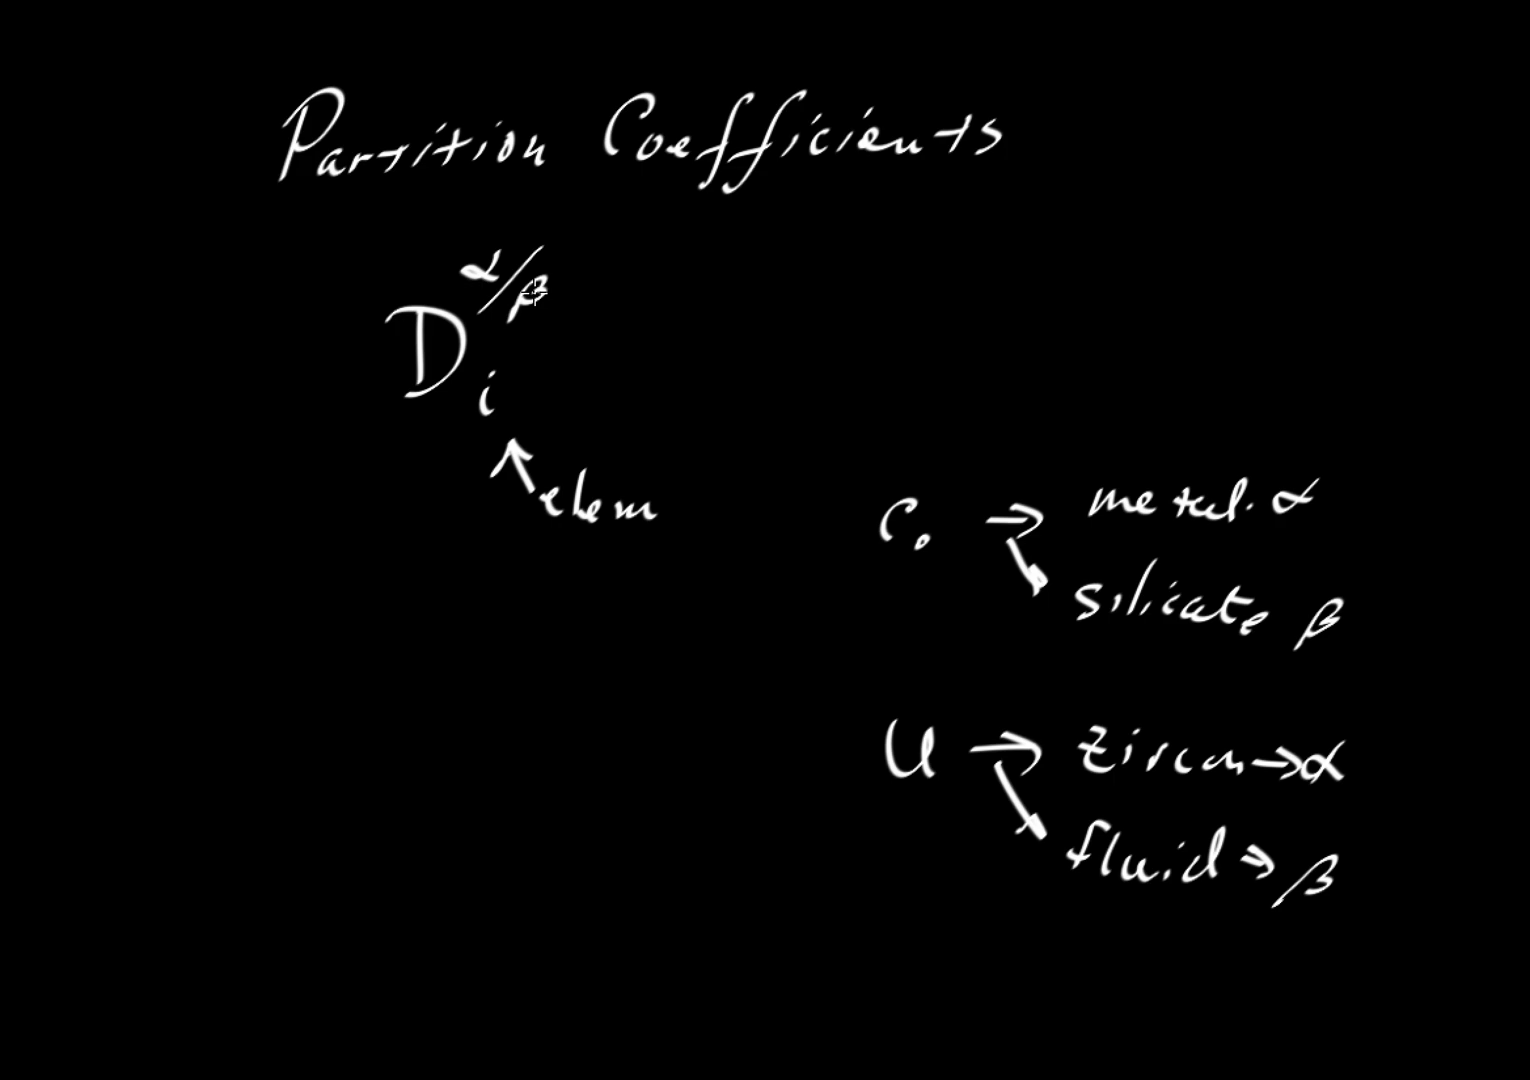 Partition Coefficients
D i α/β
elem
Co → metal. α
silicate β
U → zircon → α
fluid → β